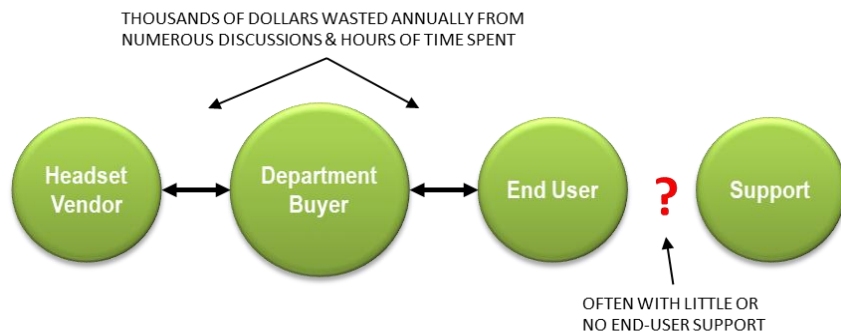 THOUSANDS OF DOLLARS WASTED ANNUALLY FROM
NUMEROUS DISCUSSIONS & HOURS OF TIME SPENT
Headset
Vendor
Department
Buyer
End User
?
Support
OFTEN WITH LITTLE OR
NO END-USER SUPPORT